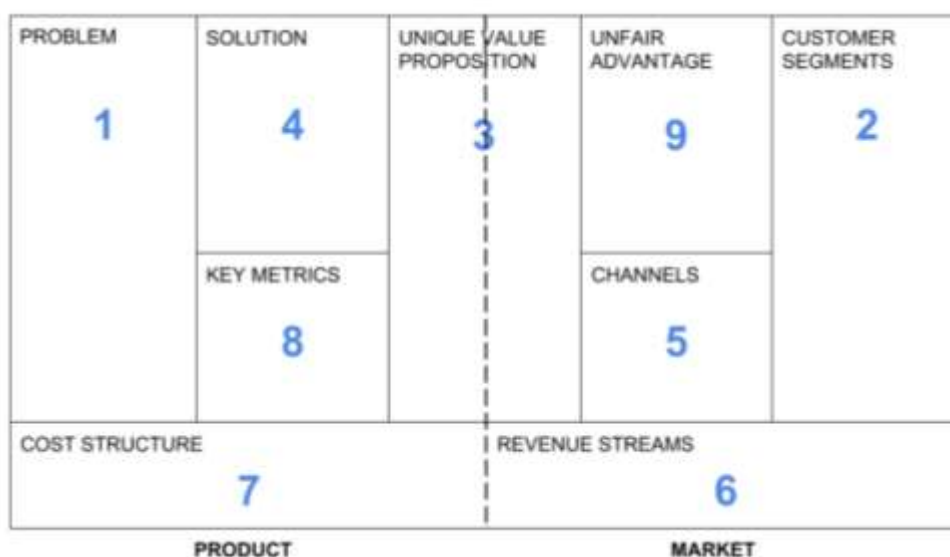 PROBLEM
1
SOLUTION
4
UNIQUE VALUE
PROPOSITION
3
UNFAIR
ADVANTAGE
9
CUSTOMER
SEGMENTS
2
KEY METRICS
8
CHANNELS
5
COST STRUCTURE
7
REVENUE STREAMS
6
PRODUCT
MARKET